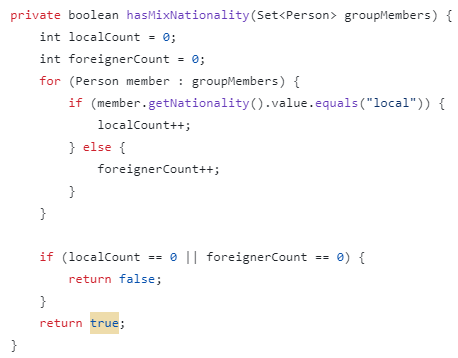 private boolean hasMixNationality(Set<Person> groupMembers) {
    int localCount = 0;
    int foreignerCount = 0;
    for (Person member : groupMembers) {
        if (member.getNationality().value.equals("local")) {
            localCount++;
        } else {
            foreignerCount++;
        }
    }

    if (localCount == 0 || foreignerCount == 0) {
        return false;
    }
    return true;
}